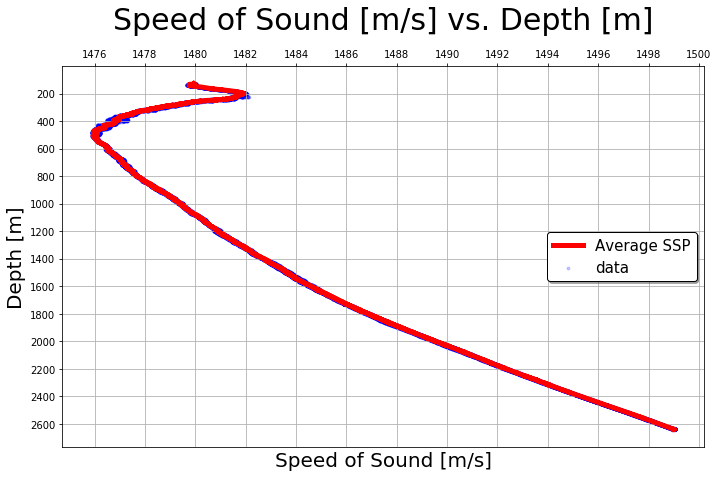 Speed of Sound [m/s] vs. Depth [m]
1476 1478 1480 1482 1484 1486 1488 1490 1492 1494 1496 1498 1500
200
400
600
800
1000
1200
1400
1600
1800
2000
2200
2400
2600
Depth [m]
Average SSP
data
Speed of Sound [m/s]